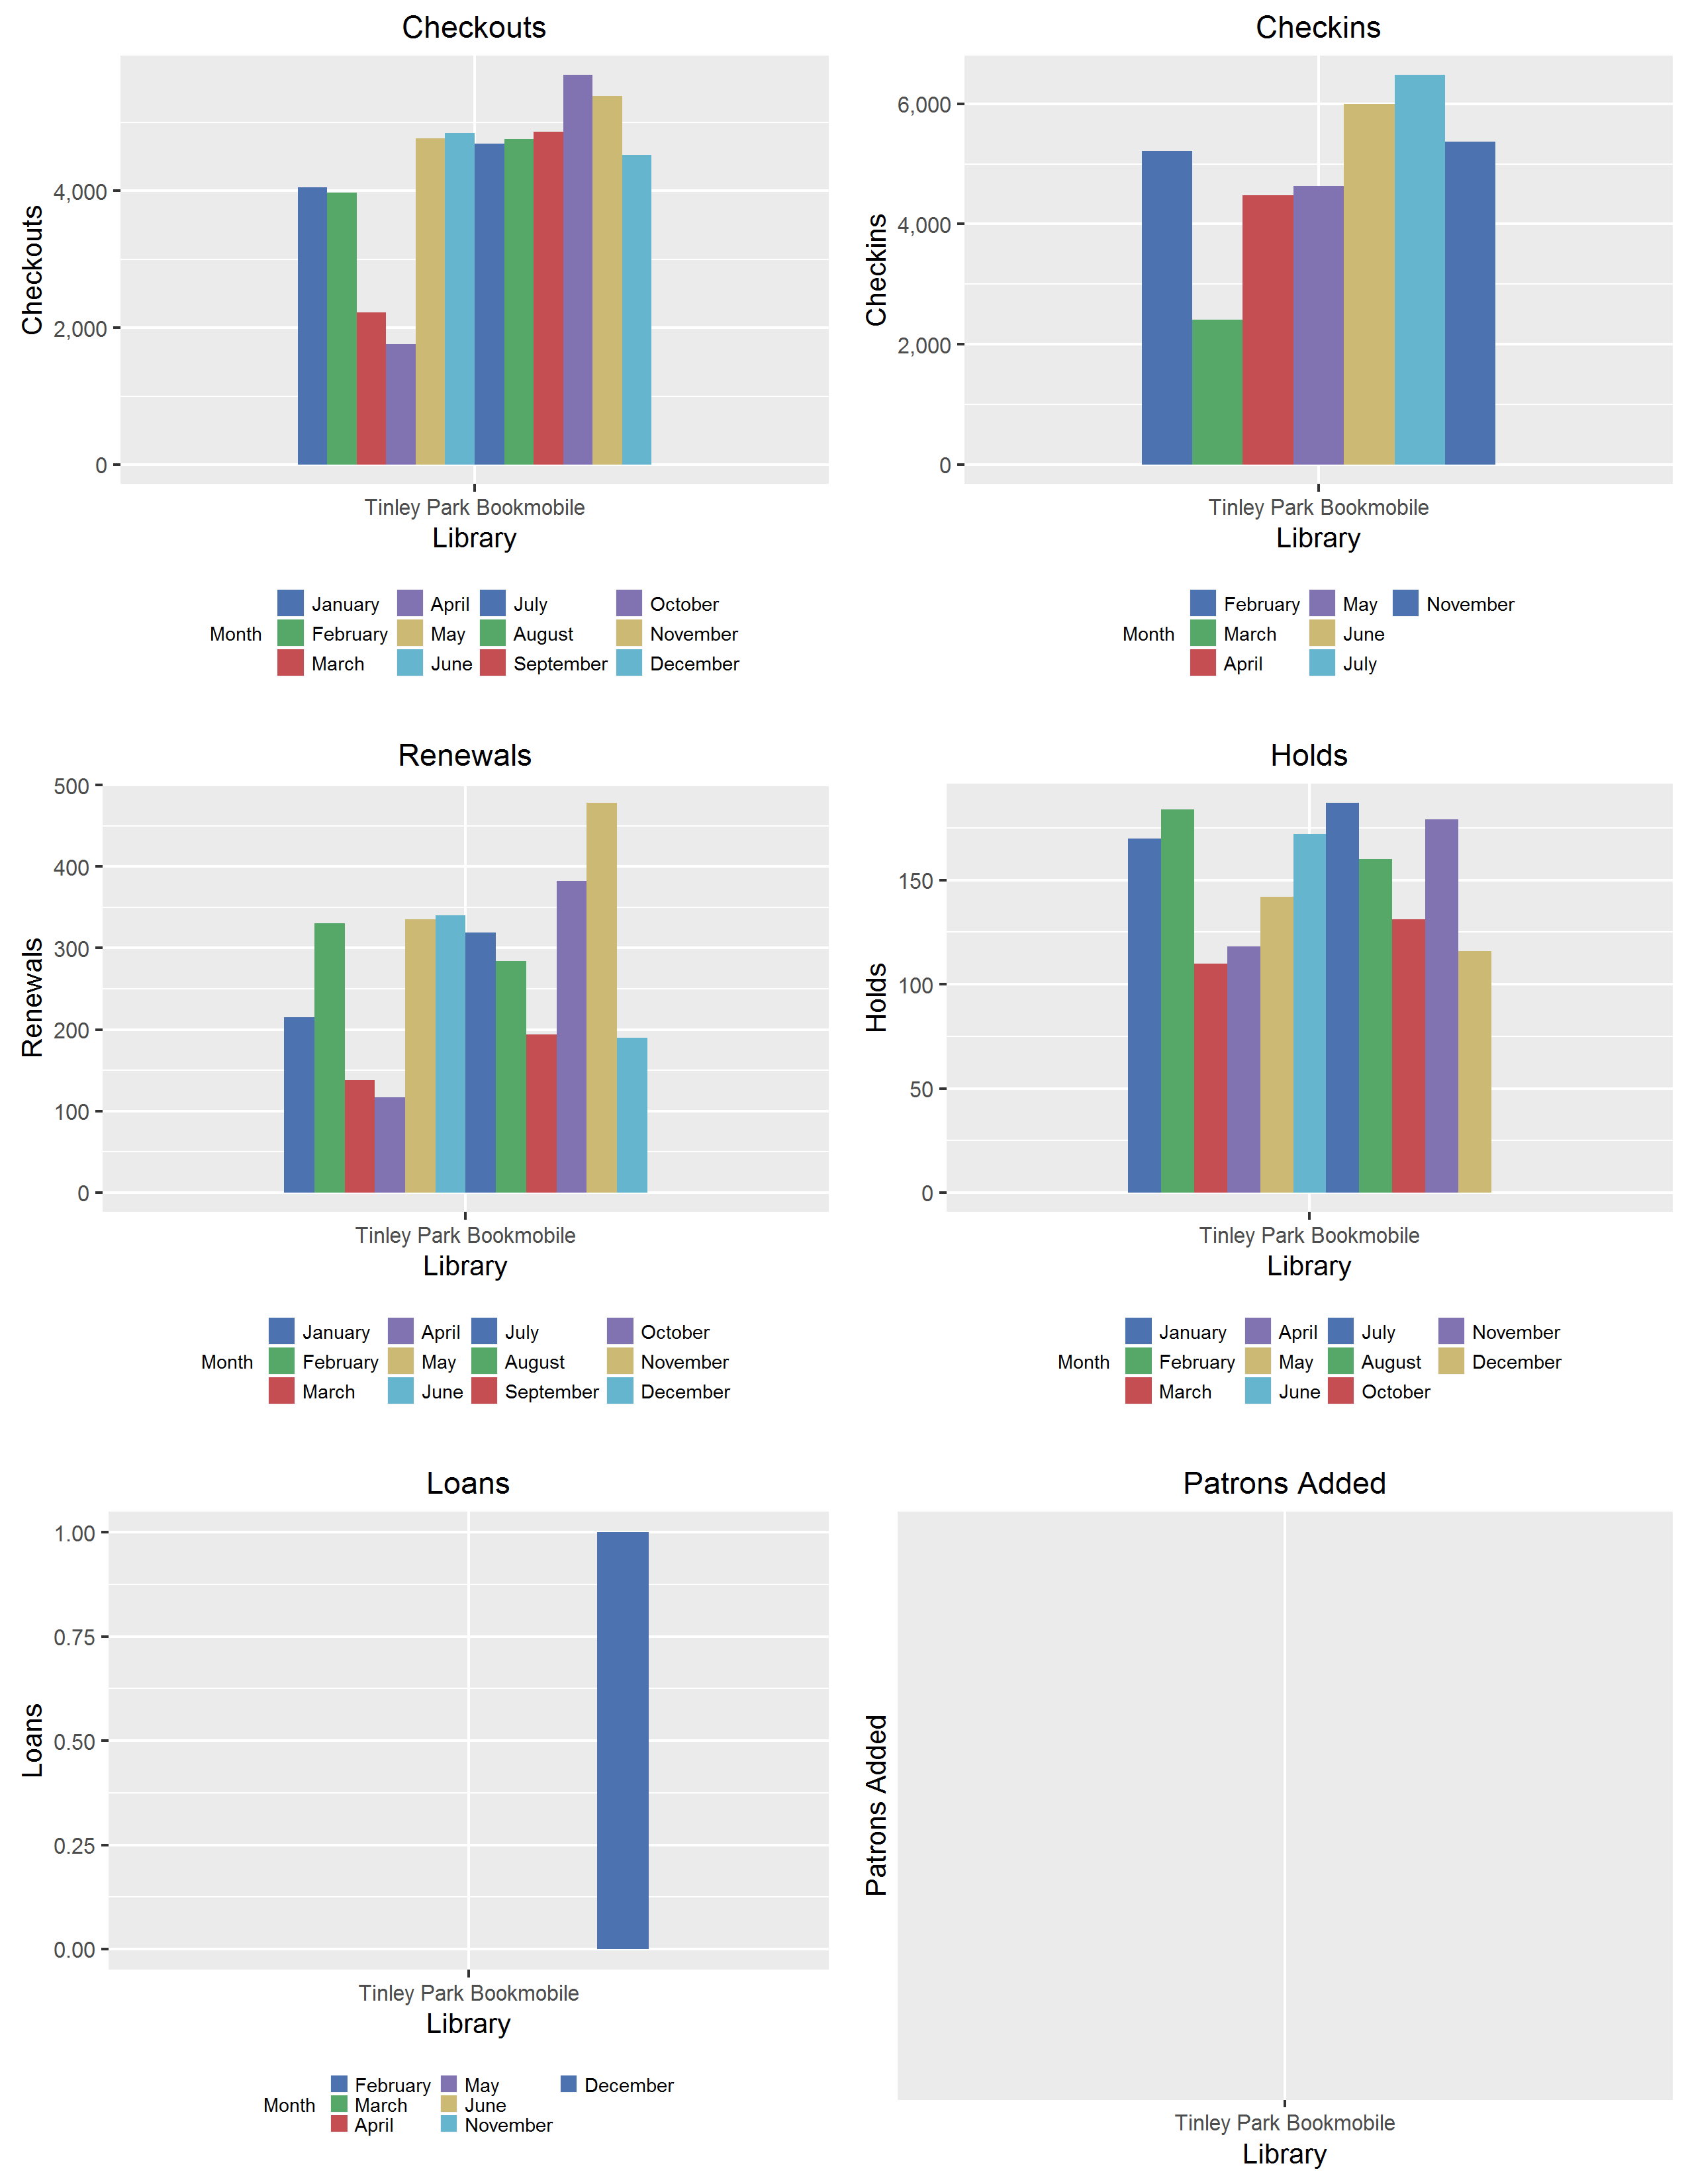 Checkouts
Checkouts
4,000
2,000
0
Tinley Park Bookmobile
Library
Month
January April July October
February May August November
March June September December
Checkins
Checkins
6,000
4,000
2,000
0
Tinley Park Bookmobile
Library
Month
February May November
March June
April July
Renewals
Renewals
500
400
300
200
100
0
Tinley Park Bookmobile
Library
Month
January April July October
February May August November
March June September December
Holds
Holds
150
100
50
0
Tinley Park Bookmobile
Library
Month
January April July November
February May August December
March June October
Loans
Loans
1.00
0.75
0.50
0.25
0.00
Tinley Park Bookmobile
Library
Month
February May December
March June
April November
Patrons Added
Patrons Added
Tinley Park Bookmobile
Library